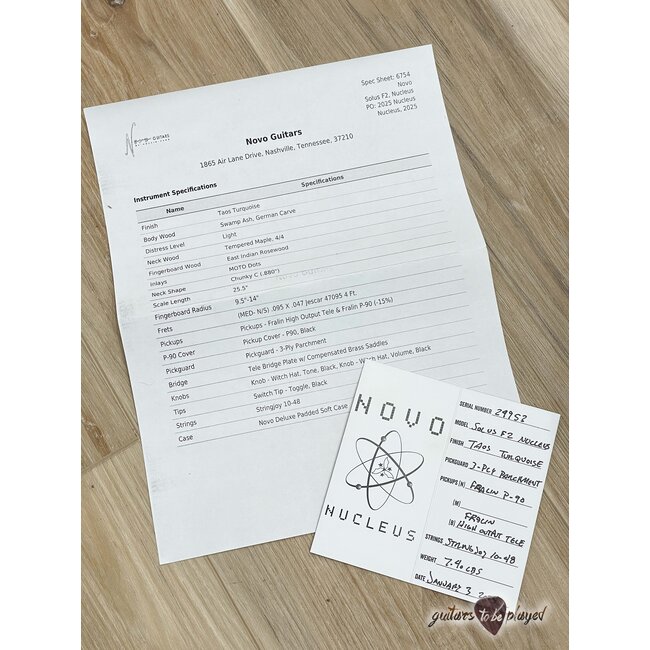 Spec Sheet: 6754
Novo
Solus F2, Nucleus
PO: 2025 Nucleus
Nucleus, 2025
Novo GUITARS
Novo Guitars
1865 Air Lane Drive, Nashville, Tennessee, 37210
Instrument Specifications
Name Specifications
Finish Taos Turquoise
Body Wood Swamp Ash, German Carve
Distress Level Light
Neck Wood Tempered Maple, 4/4
Fingerboard Wood East Indian Rosewood
Inlays MOTO Dots
Neck Shape Chunky C (.880")
Scale Length 25.5"
Fingerboard Radius 9.5"-14"
Frets (MED- N/S) .095 X .047 Jescar 47095 4 Ft.
Pickups Pickups - Fralin High Output Tele & Fralin P-90 (-15%)
P-90 Cover Pickup Cover - P90, Black
Pickguard Pickguard - 3-Ply Parchment
Bridge Tele Bridge Plate w/ Compensated Brass Saddles
Knobs Knob - Witch Hat, Tone, Black, Knob - Witch Hat, Volume, Black
Tips Switch Tip - Toggle, Black
Strings Stringjoy 10-48
Case Novo Deluxe Padded Soft Case
NOVO
NUCLEUS
SERIAL NUMBER 24952
MODEL SOLUS F2 NUCLEUS
FINISH TAOS TURQUOISE
PICKGUARD 3-PLY PARCHMENT
PICKUPS (N) FRALIN P-90
(M)
(B) FRALIN HIGH OUTPUT TELE
STRINGS STRINGJOY 10-48
WEIGHT 7.40 LBS
DATE JANUARY 3
guitars to be played